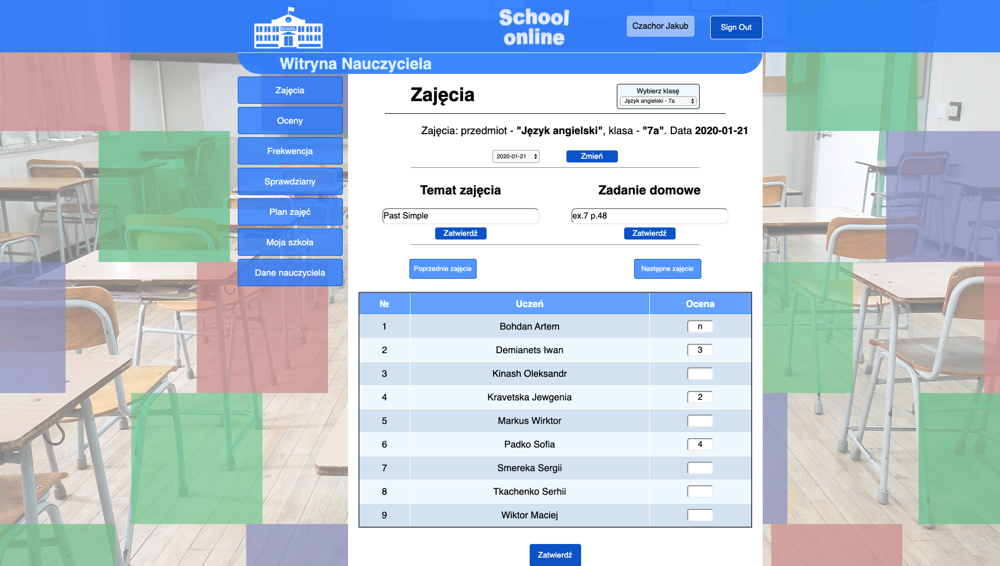 SCHOOL
School
online
Czachor Jakub
Sign Out
Witryna Nauczyciela
Zajęcia
Oceny
Frekwencja
Sprawdziany
Plan zajęć
Moja szkoła
Dane nauczyciela
Zajęcia
Wybierz klasę
Język angielski - 7a
Zajęcia: przedmiot - "Język angielski", klasa - "7a". Data 2020-01-21
2020-01-21
Zmień
Temat zajęcia
Zadanie domowe
Past Simple
ex.7 p.48
Zatwierdź
Zatwierdź
Poprzednie zajęcie
Następne zajęcie
№ Uczeń Ocena
1 Bohdan Artem n
2 Demianets Iwan 3
3 Kinash Oleksandr
4 Kravetska Jewgenia 2
5 Markus Wirktor
6 Padko Sofia 4
7 Smereka Sergii
8 Tkachenko Serhii
9 Wiktor Maciej
Zatwierdź